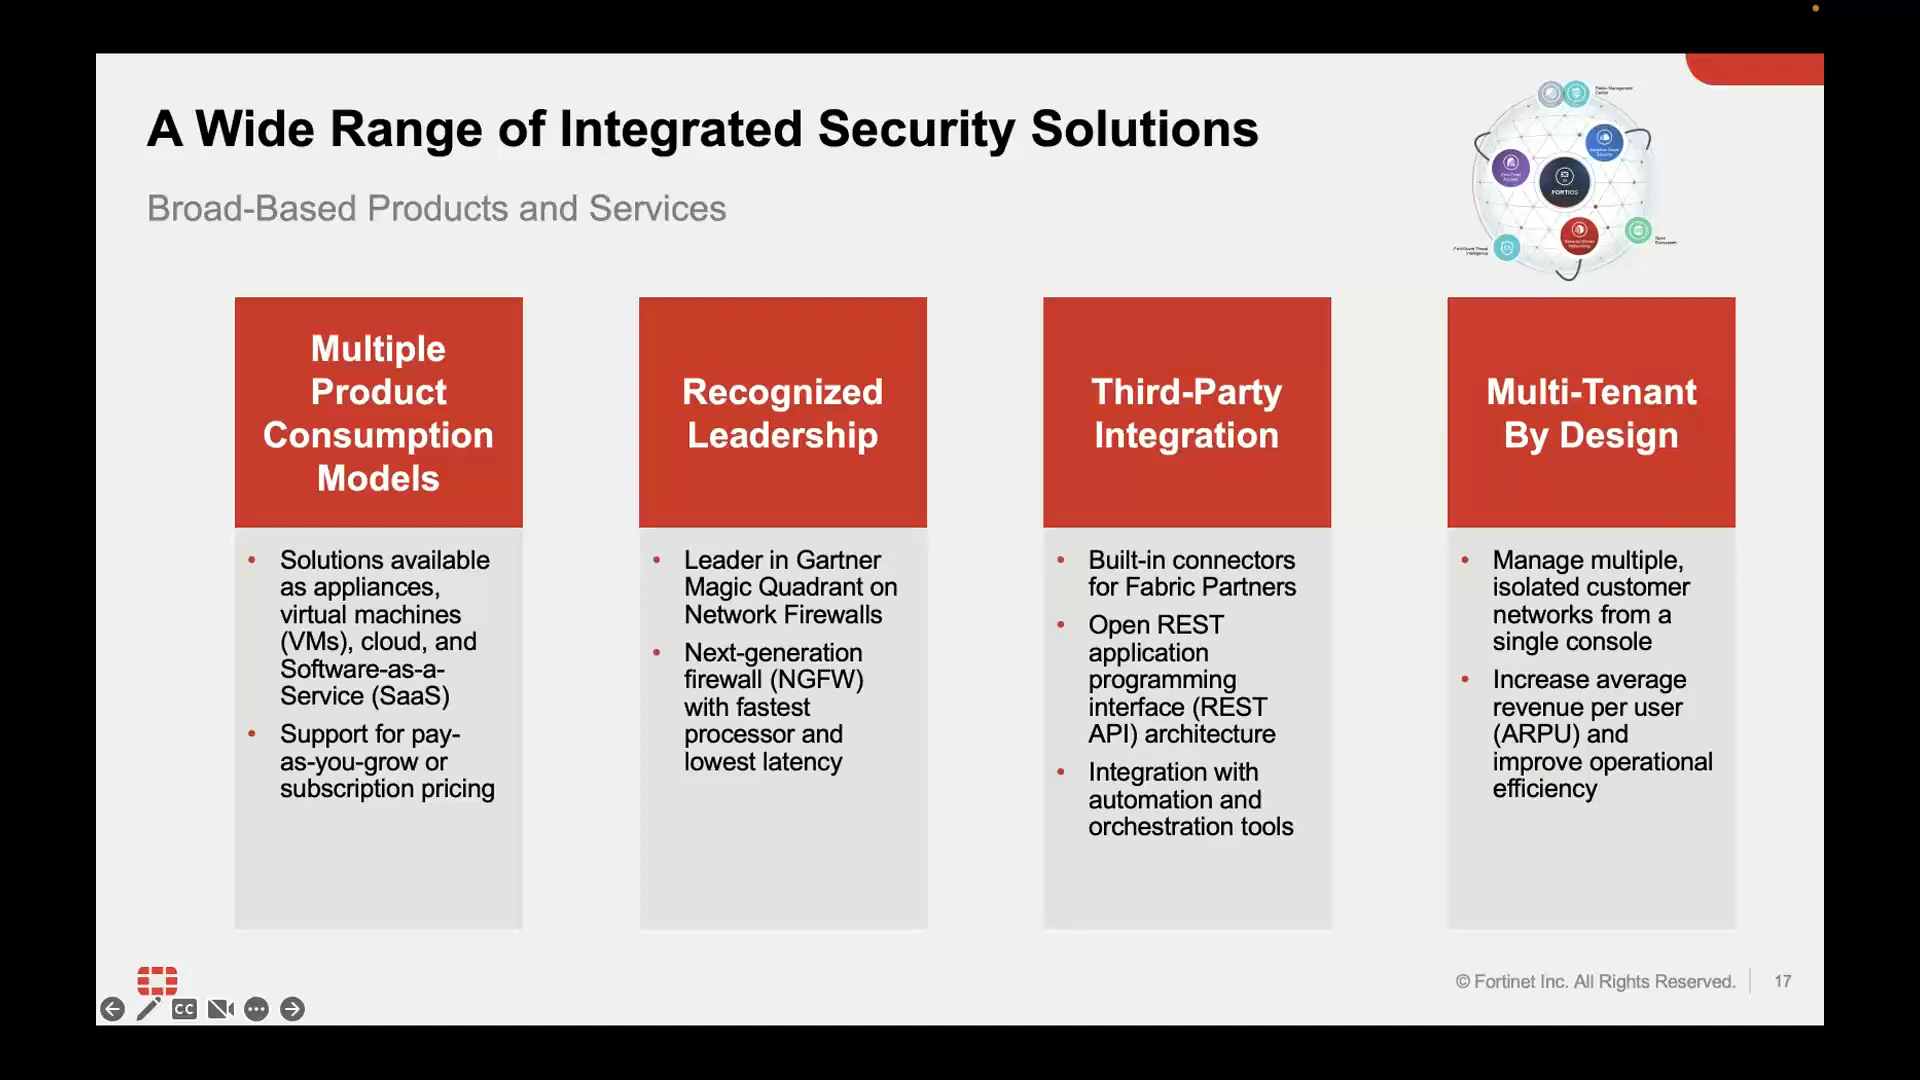 A Wide Range of Integrated Security Solutions
Broad-Based Products and Services
FORTIOS
Multiple
Product
Consumption
Models
• Solutions available
as appliances,
virtual machines
(VMs), cloud, and
Software-as-a-
Service (SaaS)
• Support for pay-
as-you-grow or
subscription pricing
Recognized
Leadership
• Leader in Gartner
Magic Quadrant on
Network Firewalls
• Next-generation
firewall (NGFW)
with fastest
processor and
lowest latency
Third-Party
Integration
• Built-in connectors
for Fabric Partners
• Open REST
application
programming
interface (REST
API) architecture
• Integration with
automation and
orchestration tools
Multi-Tenant
By Design
• Manage multiple,
isolated customer
networks from a
single console
• Increase average
revenue per user
(ARPU) and
improve operational
efficiency
© Fortinet Inc. All Rights Reserved.
17
CC